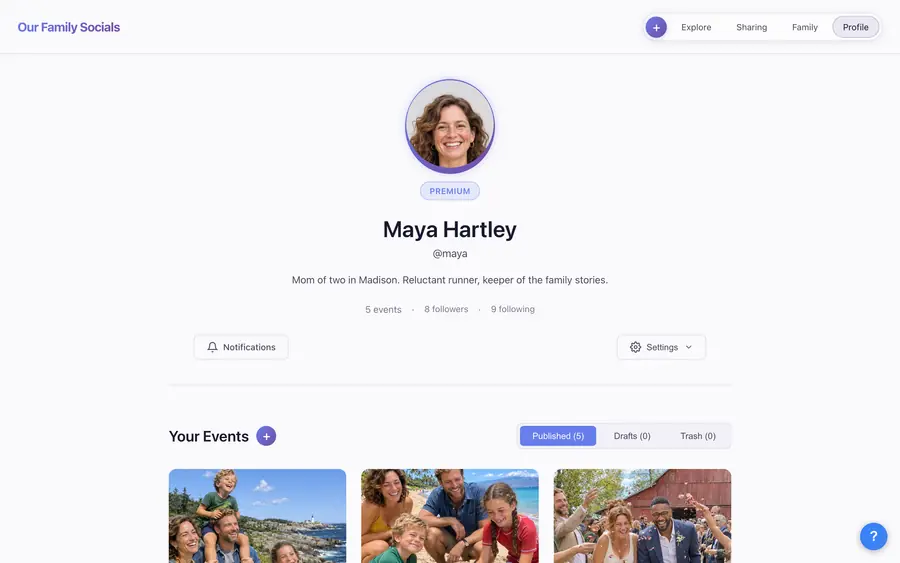 Our Family Socials
+ Explore Sharing Family Profile
PREMIUM
Maya Hartley
@maya
Mom of two in Madison. Reluctant runner, keeper of the family stories.
5 events · 8 followers · 9 following
Notifications Settings
Your Events + Published (5) Drafts (0) Trash (0)
?